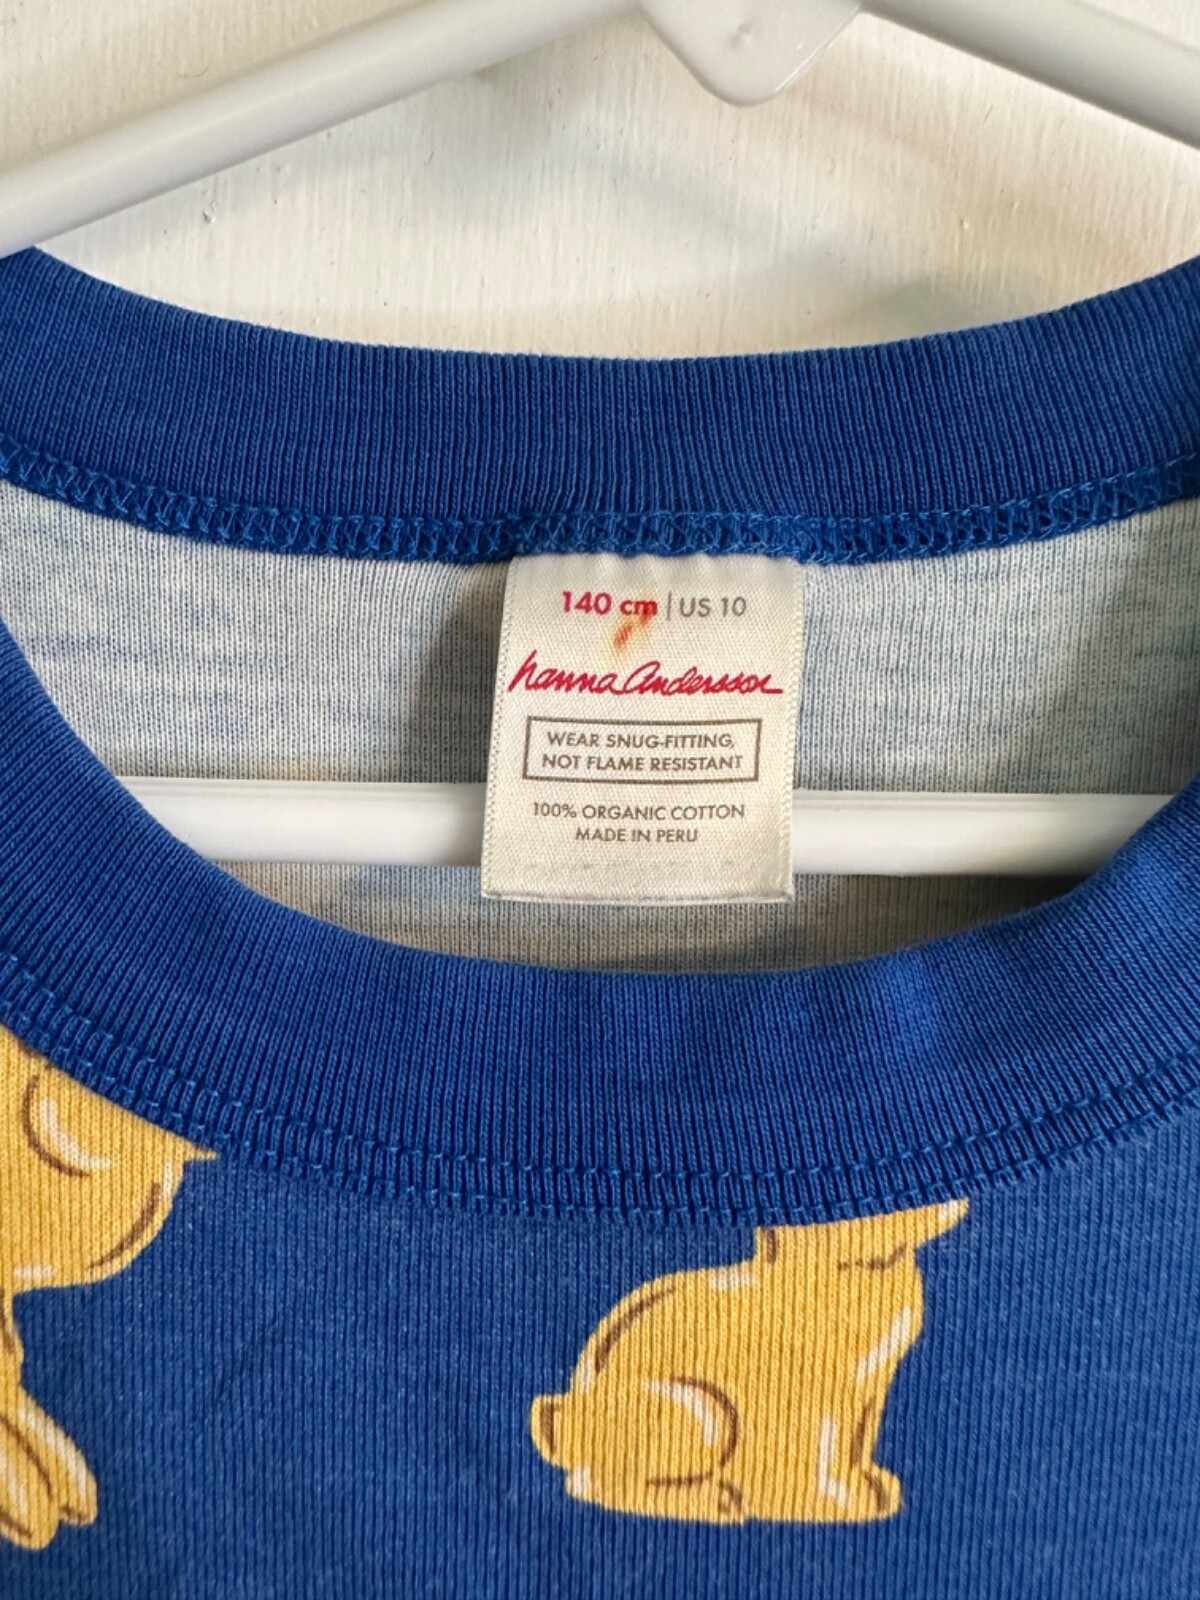 140 cm | US 10
hanna Andersson
WEAR SNUG-FITTING,
NOT FLAME RESISTANT
100% ORGANIC COTTON
MADE IN PERU